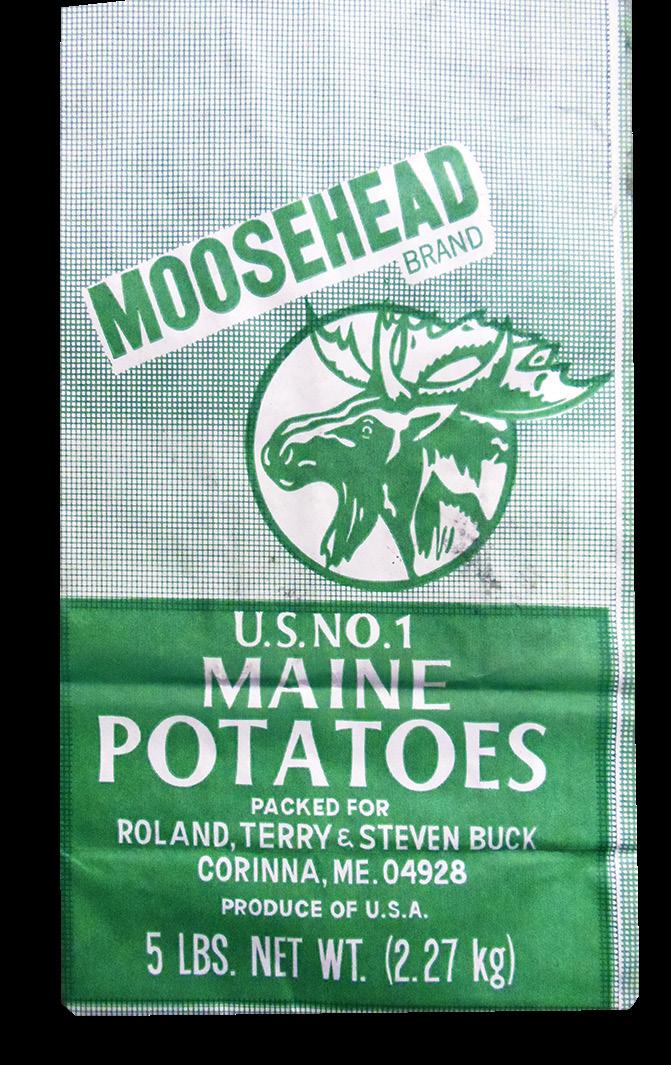 MOOSEHEAD
BRAND
U.S. NO. 1
MAINE
POTATOES
PACKED FOR
ROLAND, TERRY & STEVEN BUCK
CORINNA, ME. 04928
PRODUCE OF U.S.A.
5 LBS. NET WT. (2.27 kg)